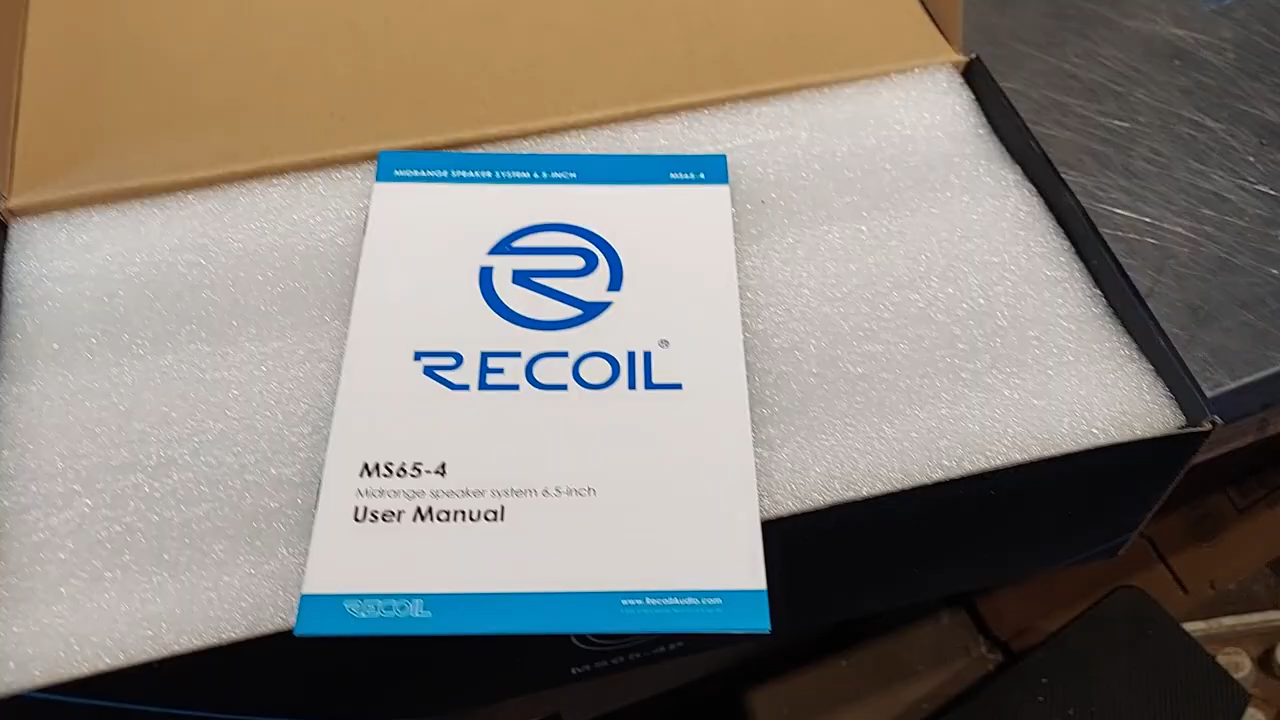 MIDRANGE SPEAKER SYSTEM 6.5-INCH MS65-4
RECOIL®
MS65-4
Midrange speaker system 6.5-inch
User Manual
RECOIL
www.RecoilAudio.com